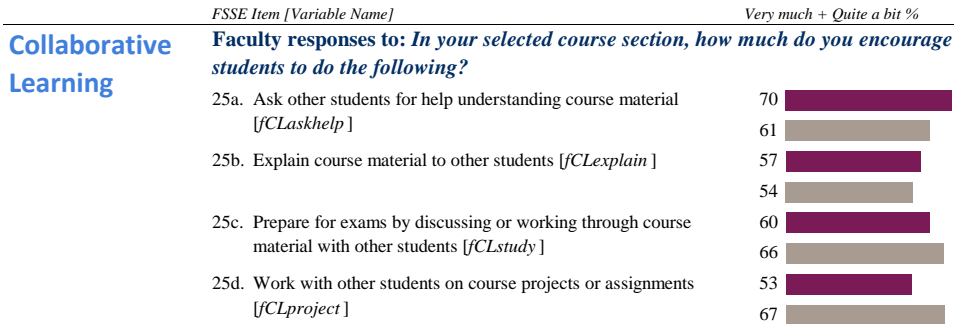 FSSE Item [Variable Name] Very much + Quite a bit %
Collaborative
Learning
Faculty responses to: In your selected course section, how much do you encourage
students to do the following?
25a. Ask other students for help understanding course material
[fCLaskhelp ]
70
61
25b. Explain course material to other students [fCLexplain ]
57
54
25c. Prepare for exams by discussing or working through course
material with other students [fCLstudy ]
60
66
25d. Work with other students on course projects or assignments
[fCLproject ]
53
67